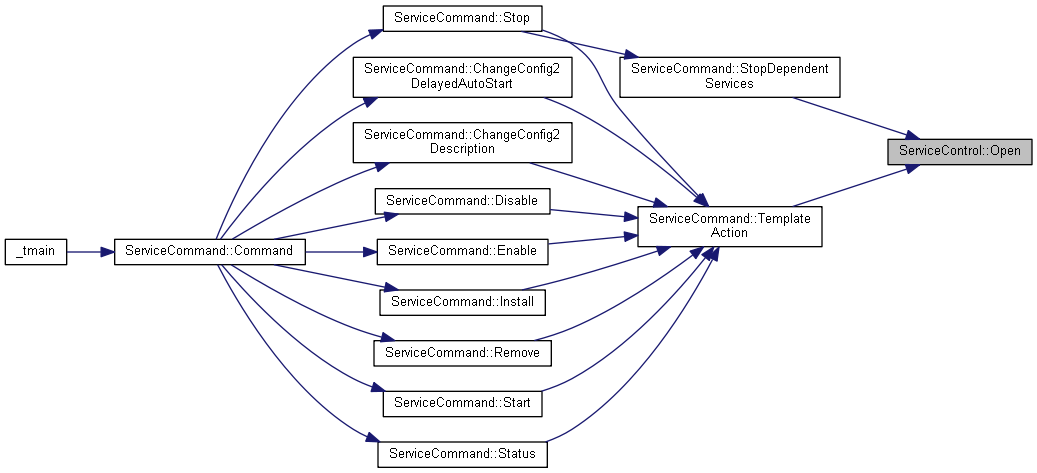 ServiceCommand::Stop
ServiceCommand::ChangeConfig2
DelayedAutoStart
ServiceCommand::StopDependent
Services
ServiceCommand::ChangeConfig2
Description
ServiceControl::Open
ServiceCommand::Disable
ServiceCommand::Template
Action
_tmain
ServiceCommand::Command
ServiceCommand::Enable
ServiceCommand::Install
ServiceCommand::Remove
ServiceCommand::Start
ServiceCommand::Status